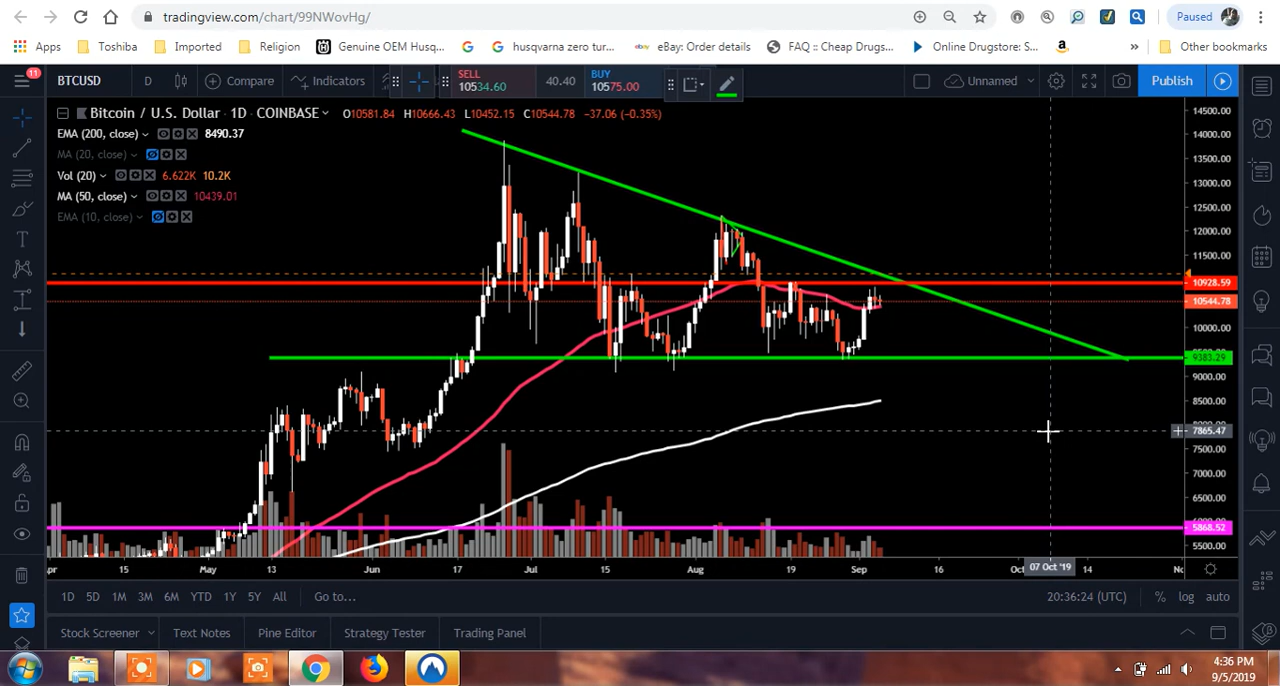 tradingview.com/chart/99NWovHg/
Paused
Apps Toshiba Imported Religion Genuine OEM Husq... husqvarna zero tur... eBay: Order details FAQ :: Cheap Drugs... Online Drugstore: S... » Other bookmarks
11
BTCUSD D Compare Indicators SELL 10534.60 40.40 BUY 10575.00 Unnamed Publish
Bitcoin / U.S. Dollar 1D COINBASE O10581.84 H10666.43 L10452.15 C10544.78 -37.06 (-0.35%)
EMA (200, close) 8490.37
MA (20, close)
Vol (20) 6.622K 10.2K
MA (50, close) 10439.01
EMA (10, close)
14500.00
14000.00
13500.00
13000.00
12500.00
12000.00
11500.00
10928.59
10544.78
10000.00
9383.29
9000.00
8500.00
7865.47
7500.00
7000.00
6500.00
5868.52
5500.00
15 May 13 Jun 17 Jul 15 Aug 19 Sep 16 07 Oct '19 14
1D 5D 1M 3M 6M YTD 1Y 5Y All Go to... 20:36:24 (UTC) % log auto
Stock Screener Text Notes Pine Editor Strategy Tester Trading Panel
4:36 PM
9/5/2019